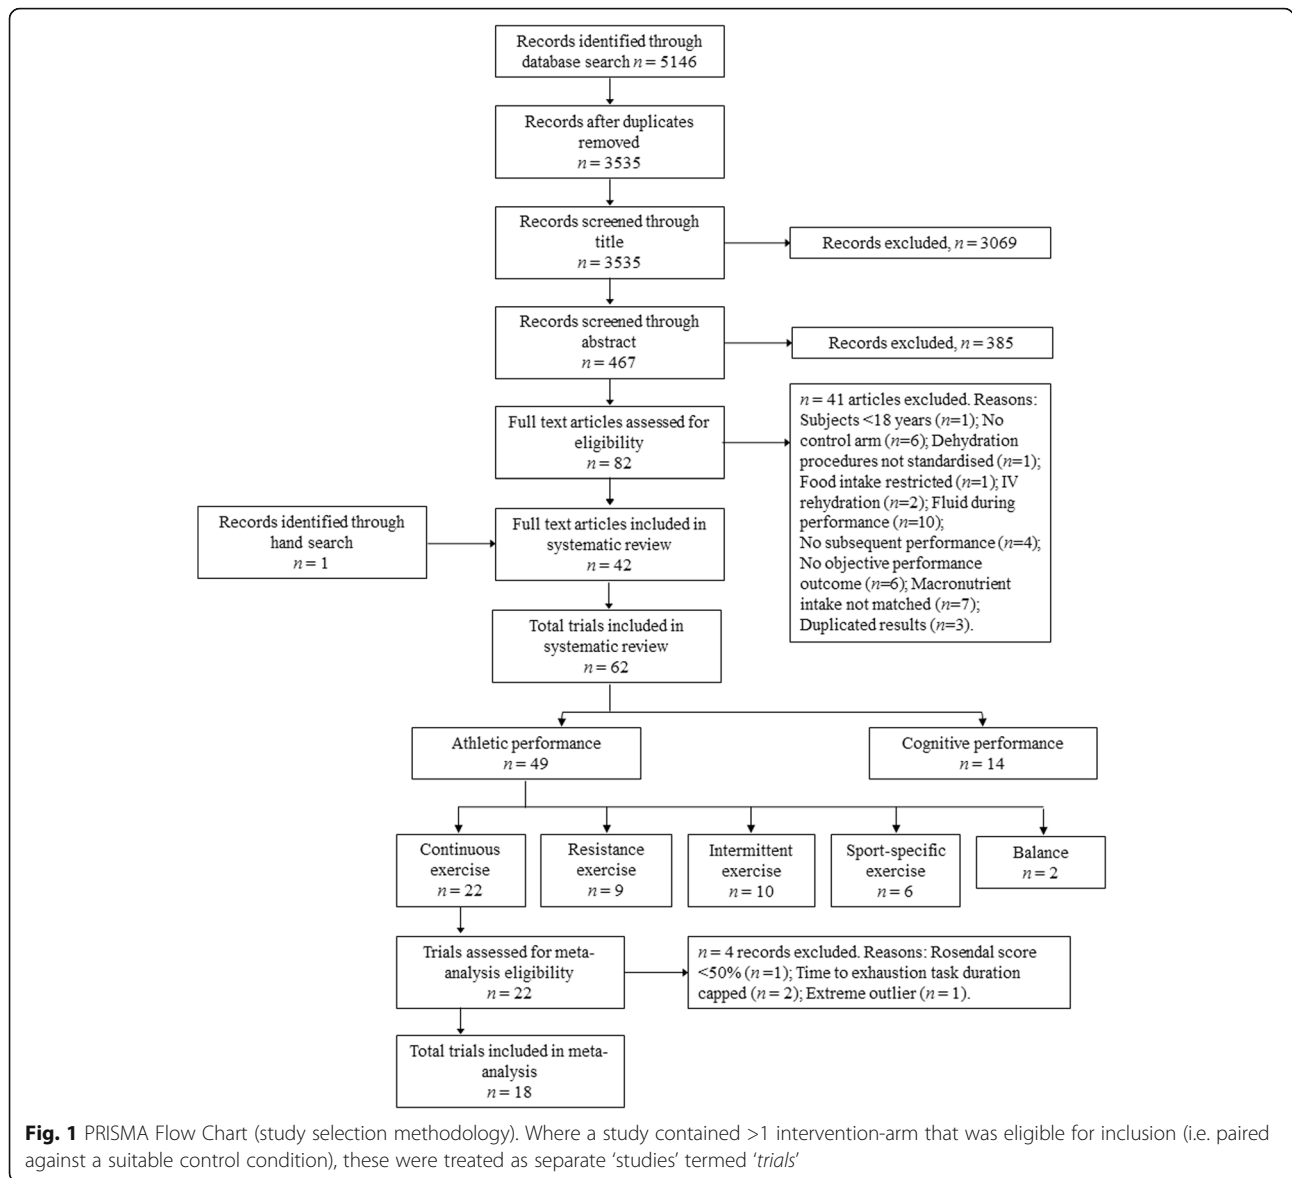 Records identified through
database search n = 5146
Records after duplicates
removed
n = 3535
Records screened through
title
n = 3535
Records excluded, n = 3069
Records screened through
abstract
n = 467
Records excluded, n = 385
Full text articles assessed for
eligibility
n = 82
n = 41 articles excluded. Reasons:
Subjects <18 years (n=1); No
control arm (n=6); Dehydration
procedures not standardised (n=1);
Food intake restricted (n=1); IV
rehydration (n=2); Fluid during
performance (n=10);
No subsequent performance (n=4);
No objective performance
outcome (n=6); Macronutrient
intake not matched (n=7);
Duplicated results (n=3).
Records identified through
hand search
n = 1
Full text articles included in
systematic review
n = 42
Total trials included in
systematic review
n = 62
Athletic performance
n = 49
Cognitive performance
n = 14
Continuous
exercise
n = 22
Resistance
exercise
n = 9
Intermittent
exercise
n = 10
Sport-specific
exercise
n = 6
Balance
n = 2
Trials assessed for meta-
analysis eligibility
n = 22
n = 4 records excluded. Reasons: Rosendal score
<50% (n=1); Time to exhaustion task duration
capped (n = 2); Extreme outlier (n = 1).
Total trials included in meta-
analysis
n = 18
Fig. 1 PRISMA Flow Chart (study selection methodology). Where a study contained >1 intervention-arm that was eligible for inclusion (i.e. paired
against a suitable control condition), these were treated as separate ‘studies’ termed ‘trials’